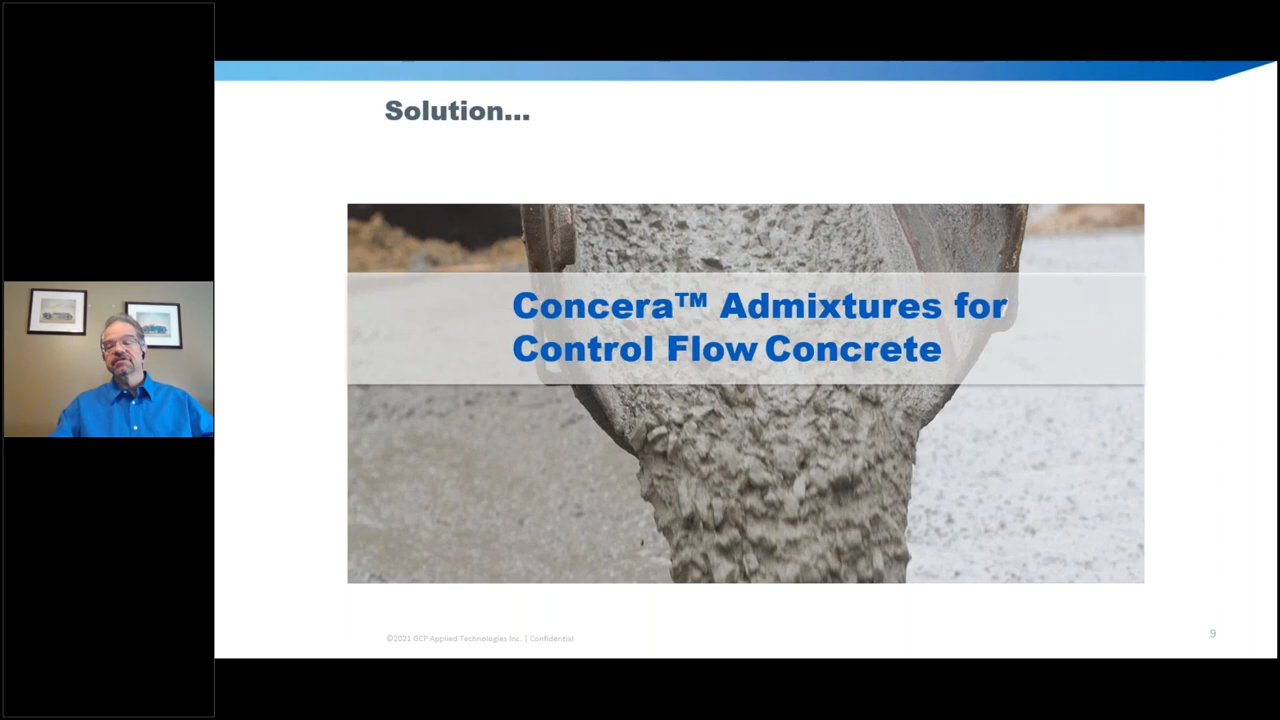 Solution...
Concera™ Admixtures for
Control Flow Concrete
©2021 GCP Applied Technologies Inc. | Confidential
9